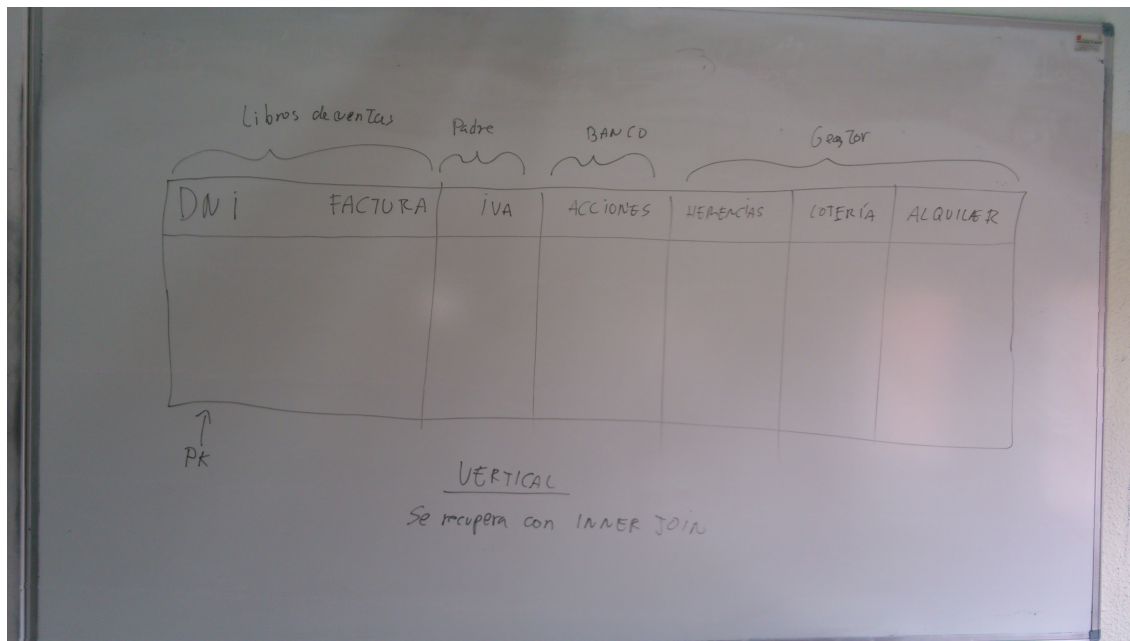 Libros de cuentas Padre BANCO Gestor
DNi FACTURA iVA ACCIONES HERENCIAS LOTERÍA ALQUILER
PK
VERTICAL
Se recupera con INNER JOIN